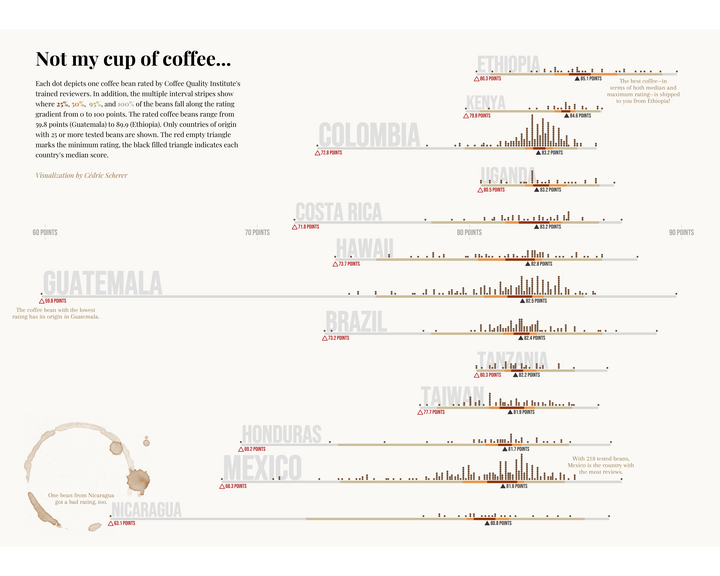 Not my cup of coffee...
Each dot depicts one coffee bean rated by Coffee Quality Institute's
trained reviewers. In addition, the multiple interval stripes show
where 25%, 50%, 95%, and 100% of the beans fall along the rating
gradient from 0 to 100 points. The rated coffee beans range from
59.8 points (Guatemala) to 89.9 (Ethiopia). Only countries of origin
with 25 or more tested beans are shown. The red empty triangle
marks the minimum rating, the black filled triangle indicates each
country's median score.
Visualization by Cédric Scherer
ETHIOPIA
80.3 POINTS
85.1 POINTS
The best coffee—in
terms of both median and
maximum rating—is shipped
to you from Ethiopia!
KENYA
79.8 POINTS
84.6 POINTS
COLOMBIA
72.8 POINTS
83.2 POINTS
UGANDA
80.5 POINTS
83.2 POINTS
COSTA RICA
71.8 POINTS
83.2 POINTS
60 POINTS
70 POINTS
80 POINTS
90 POINTS
HAWAII
73.7 POINTS
82.8 POINTS
GUATEMALA
59.8 POINTS
82.5 POINTS
The coffee bean with the lowest
rating has its origin in Guatemala.
BRAZIL
73.2 POINTS
82.4 POINTS
TANZANIA
80.3 POINTS
82.2 POINTS
TAIWAN
77.7 POINTS
81.9 POINTS
HONDURAS
69.2 POINTS
81.7 POINTS
MEXICO
68.3 POINTS
81.6 POINTS
With 218 tested beans,
Mexico is the country with
the most reviews.
One bean from Nicaragua
got a bad rating, too.
NICARAGUA
63.1 POINTS
80.8 POINTS